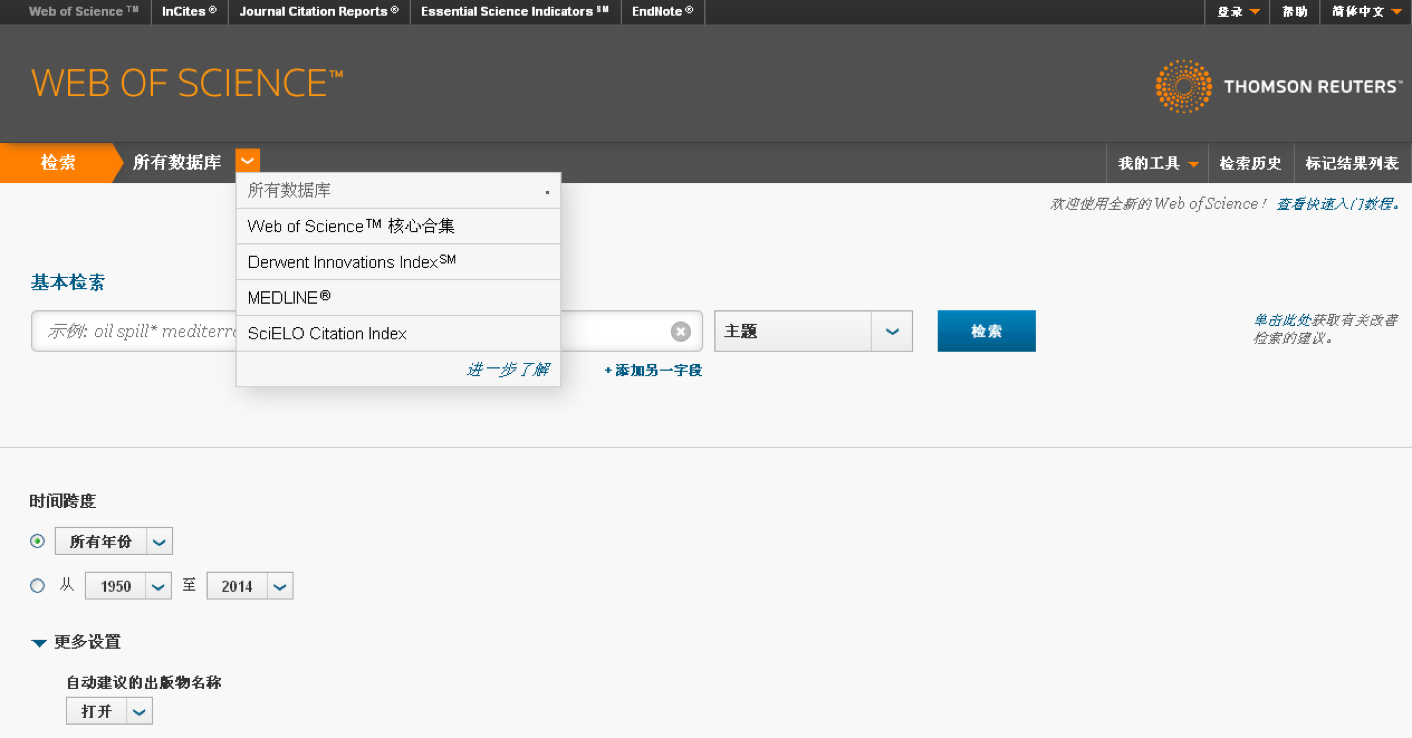 Web of Science ™ InCites ® Journal Citation Reports ® Essential Science Indicators ℠ EndNote ® 登录 帮助 简体中文
WEB OF SCIENCE™
THOMSON REUTERS™
检索 所有数据库 我的工具 检索历史 标记结果列表
所有数据库
欢迎使用全新的 Web of Science！ 查看快速入门教程。
Web of Science™ 核心合集
Derwent Innovations Index℠
基本检索
MEDLINE®
示例: oil spill* mediterr
SciELO Citation Index
主题 检索
单击此处获取有关改善
检索的建议。
进一步了解
+ 添加另一字段
时间跨度
所有年份
从 1950 至 2014
更多设置
自动建议的出版物名称
打开